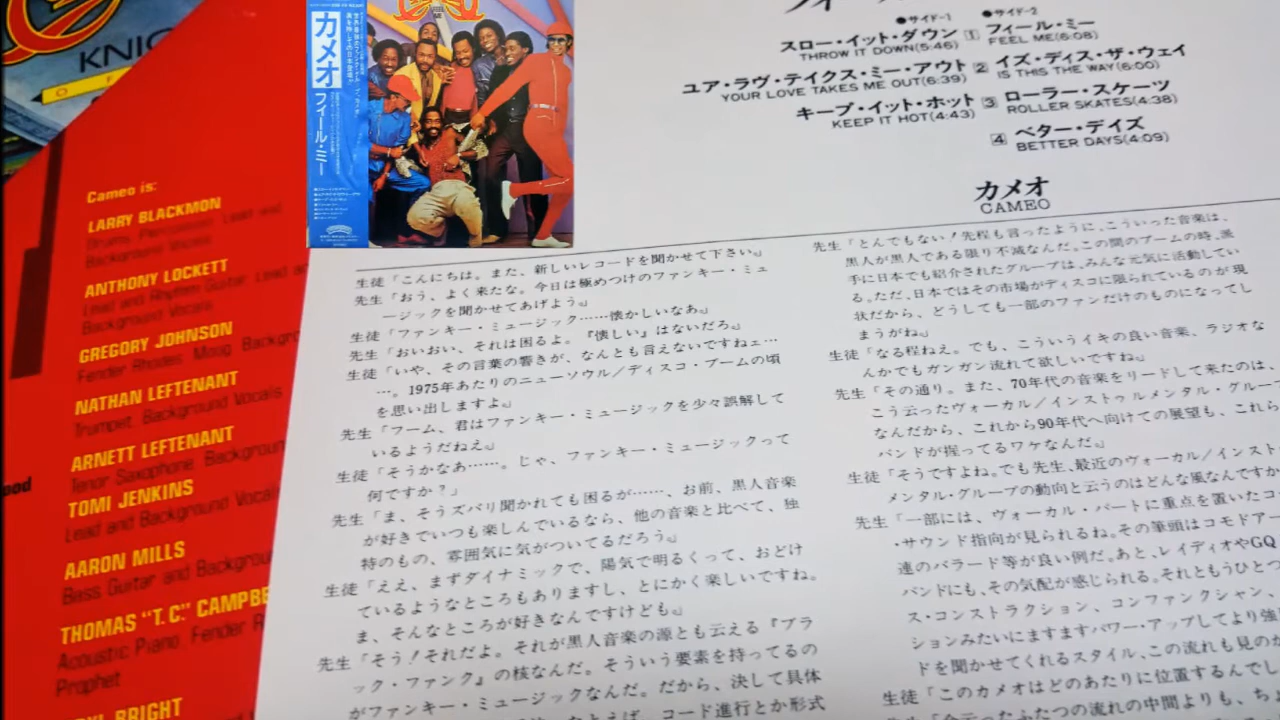 KNIG
Cameo is:
LARRY BLACKMON
Drums, Percussion, Lead and
Background Vocals
ANTHONY LOCKETT
Lead and Rhythm Guitar, Lead and
Background Vocals
GREGORY JOHNSON
Fender Rhodes, Moog, Backgro
NATHAN LEFTENANT
Trumpet, Background Vocals
ARNETT LEFTENANT
Tenor Saxophone, Background
TOMI JENKINS
Lead and Background Vocals
AARON MILLS
Bass Guitar and Backgrou
THOMAS “T.C.” CAMPBE
Acoustic Piano, Fender R
Prophet
BRIGHT
ood
FEEL
ME
カメオ
フィール・ミー
●サイド-1
スロー・イット・ダウン ①
THROW IT DOWN(5:46)
ユア・ラヴ・テイクス・ミー・アウト ②
YOUR LOVE TAKES ME OUT(6:39)
キープ・イット・ホット ③
KEEP IT HOT(4:43)
●サイド-2
フィール・ミー
FEEL ME(6:08)
イズ・ディス・ザ・ウェイ
IS THIS THE WAY(6:00)
ローラー・スケーツ
ROLLER SKATES(4:38)
④ ベター・デイズ
BETTER DAYS(4:09)
カメオ
CAMEO
生徒「こんにちは。また、新しいレコードを聞かせて下さい。」
先生「おう、よく来たな。今日は極めつけのファンキー・ミュ
ージックを聞かせてあげよう。」
生徒「ファンキー・ミュージック……懐かしいなあ。」
先生「おいおい、それは困るよ。『懐しい』はないだろ。」
生徒「いや、その言葉の響きが、なんとも言えないですねェ…
…。1975年あたりのニューソウル/ディスコ・ブームの頃
を思い出しますよ。」
先生「フーム、君はファンキー・ミュージックを少々誤解して
いるようだねえ。」
生徒「そうかなあ……。じゃ、ファンキー・ミュージックって
何ですか？」
先生「ま、そうズバリ聞かれても困るが……、お前、黒人音楽
が好きでいつも楽しんでいるなら、他の音楽と比べて、独
特のもの、雰囲気に気がついてるだろう。」
生徒「ええ、まずダイナミックで、陽気で明るくって、おどけ
ているようなところもありますし、とにかく楽しいですね。
ま、そんなところが好きなんですけども。」
先生「そう！それだよ。それが黒人音楽の源とも云える『ブラ
ック・ファンク』の核なんだ。そういう要素を持ってるの
がファンキー・ミュージックなんだ。だから、決して具体
たとえば、コード進行とか形式
先生「とんでもない！先程も言ったように、こういった音楽は、
黒人が黒人である限り不滅なんだ。この間のブームの時、派
手に日本でも紹介されたグループは、みんな元気に活動してい
る。ただ、日本ではその市場がディスコに限られているのが現
状だから、どうしても一部のファンだけのものになってし
まうがね。」
生徒「なる程ねえ。でも、こういうイキの良い音楽、ラジオな
んかでもガンガン流れて欲しいですね。」
先生「その通り。また、70年代の音楽をリードして来たのは、
こう云ったヴォーカル/インストゥルメンタル・グルー
なんだから、これから90年代へ向けての展望も、これら
バンドが握ってるワケなんだ。」
生徒「そうですよね。でも先生、最近のヴォーカル/インスト
メンタル・グループの動向と云うのはどんな風なんですか
先生「一部には、ヴォーカル・パートに重点を置いたコ
・サウンド指向が見られるね。その筆頭はコモドアー
達のバラード等が良い例だ。あと、レイディオやGQ
バンドにも、その気配が感じられる。それともうひとつ
ス・コンストラクション、コンファンクシャン、
ションみたいにますますパワー・アップしてより強
ドを聞かせてくれるスタイル、この流れも見のが
生徒「このカメオはどのあたりに位置するんでし
今云ったふたつの流れの中間よりも、ちょ